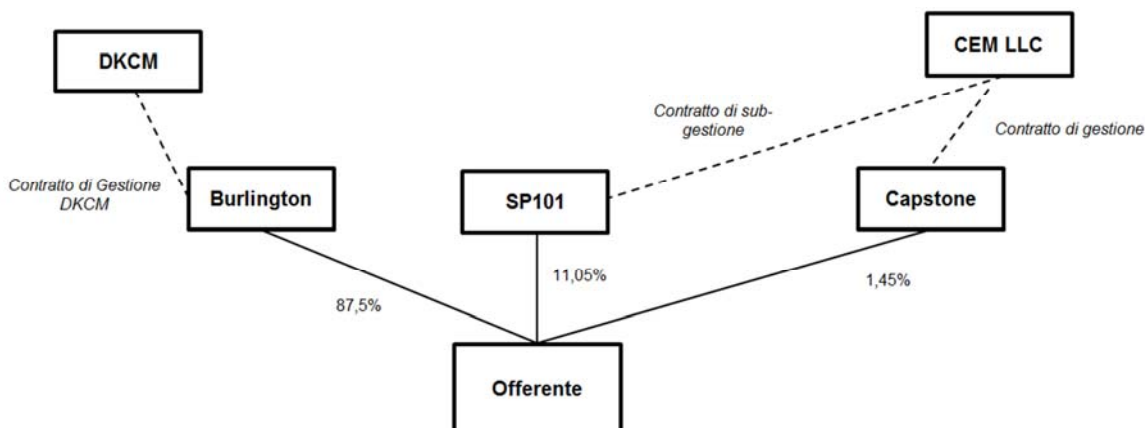 DKCM
CEM LLC
Contratto di sub-
gestione
Contratto di gestione
Contratto di Gestione
DKCM
Burlington
SP101
Capstone
87,5%
11,05%
1,45%
Offerente